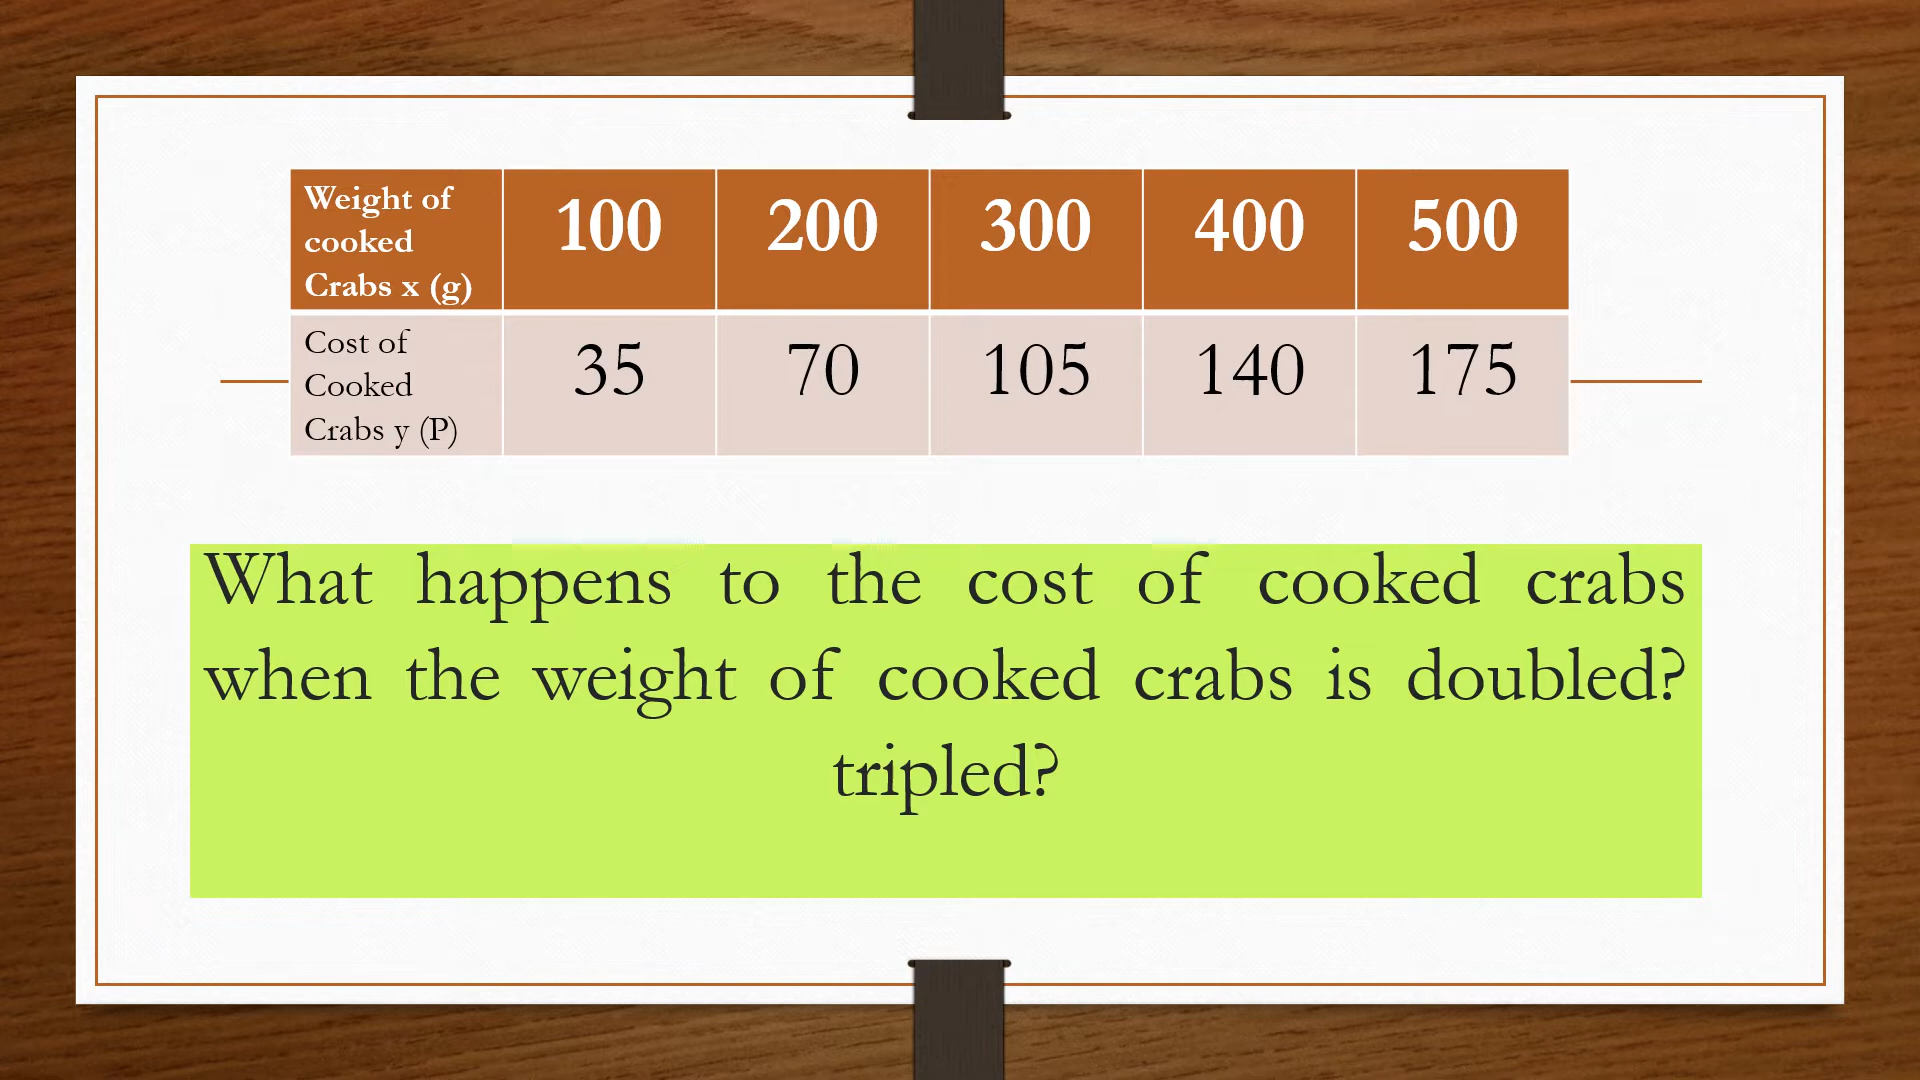 Weight of
cooked
Crabs x (g)
100
200
300
400
500
Cost of
Cooked
Crabs y (P)
35
70
105
140
175
What happens to the cost of cooked crabs
when the weight of cooked crabs is doubled?
tripled?